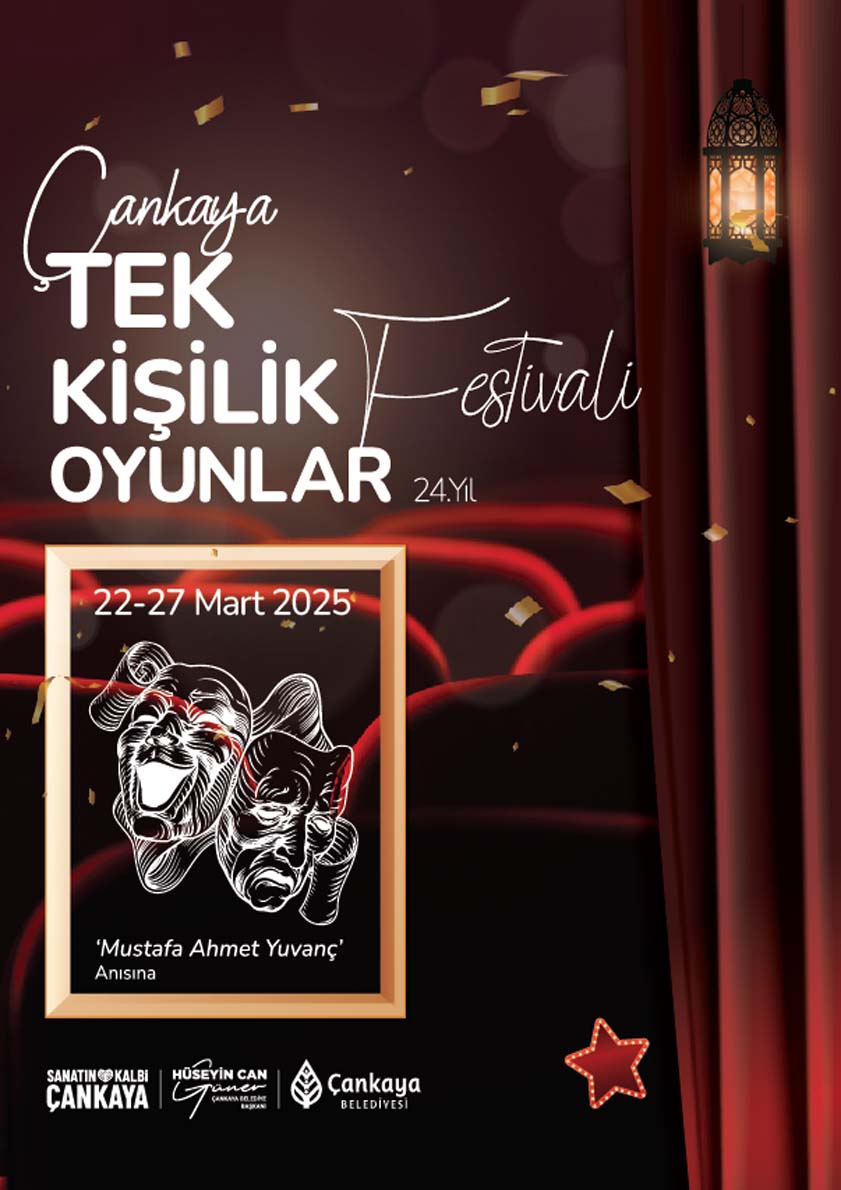 Çankaya
TEK
KİŞİLİK
Festivali
OYUNLAR
24.Yıl
22-27 Mart 2025
‘Mustafa Ahmet Yuvanç’
Anısına
SANATIN KALBİ
ÇANKAYA
HÜSEYİN CAN
Güner
ÇANKAYA BELEDİYE
BAŞKANI
Çankaya
BELEDİYESİ